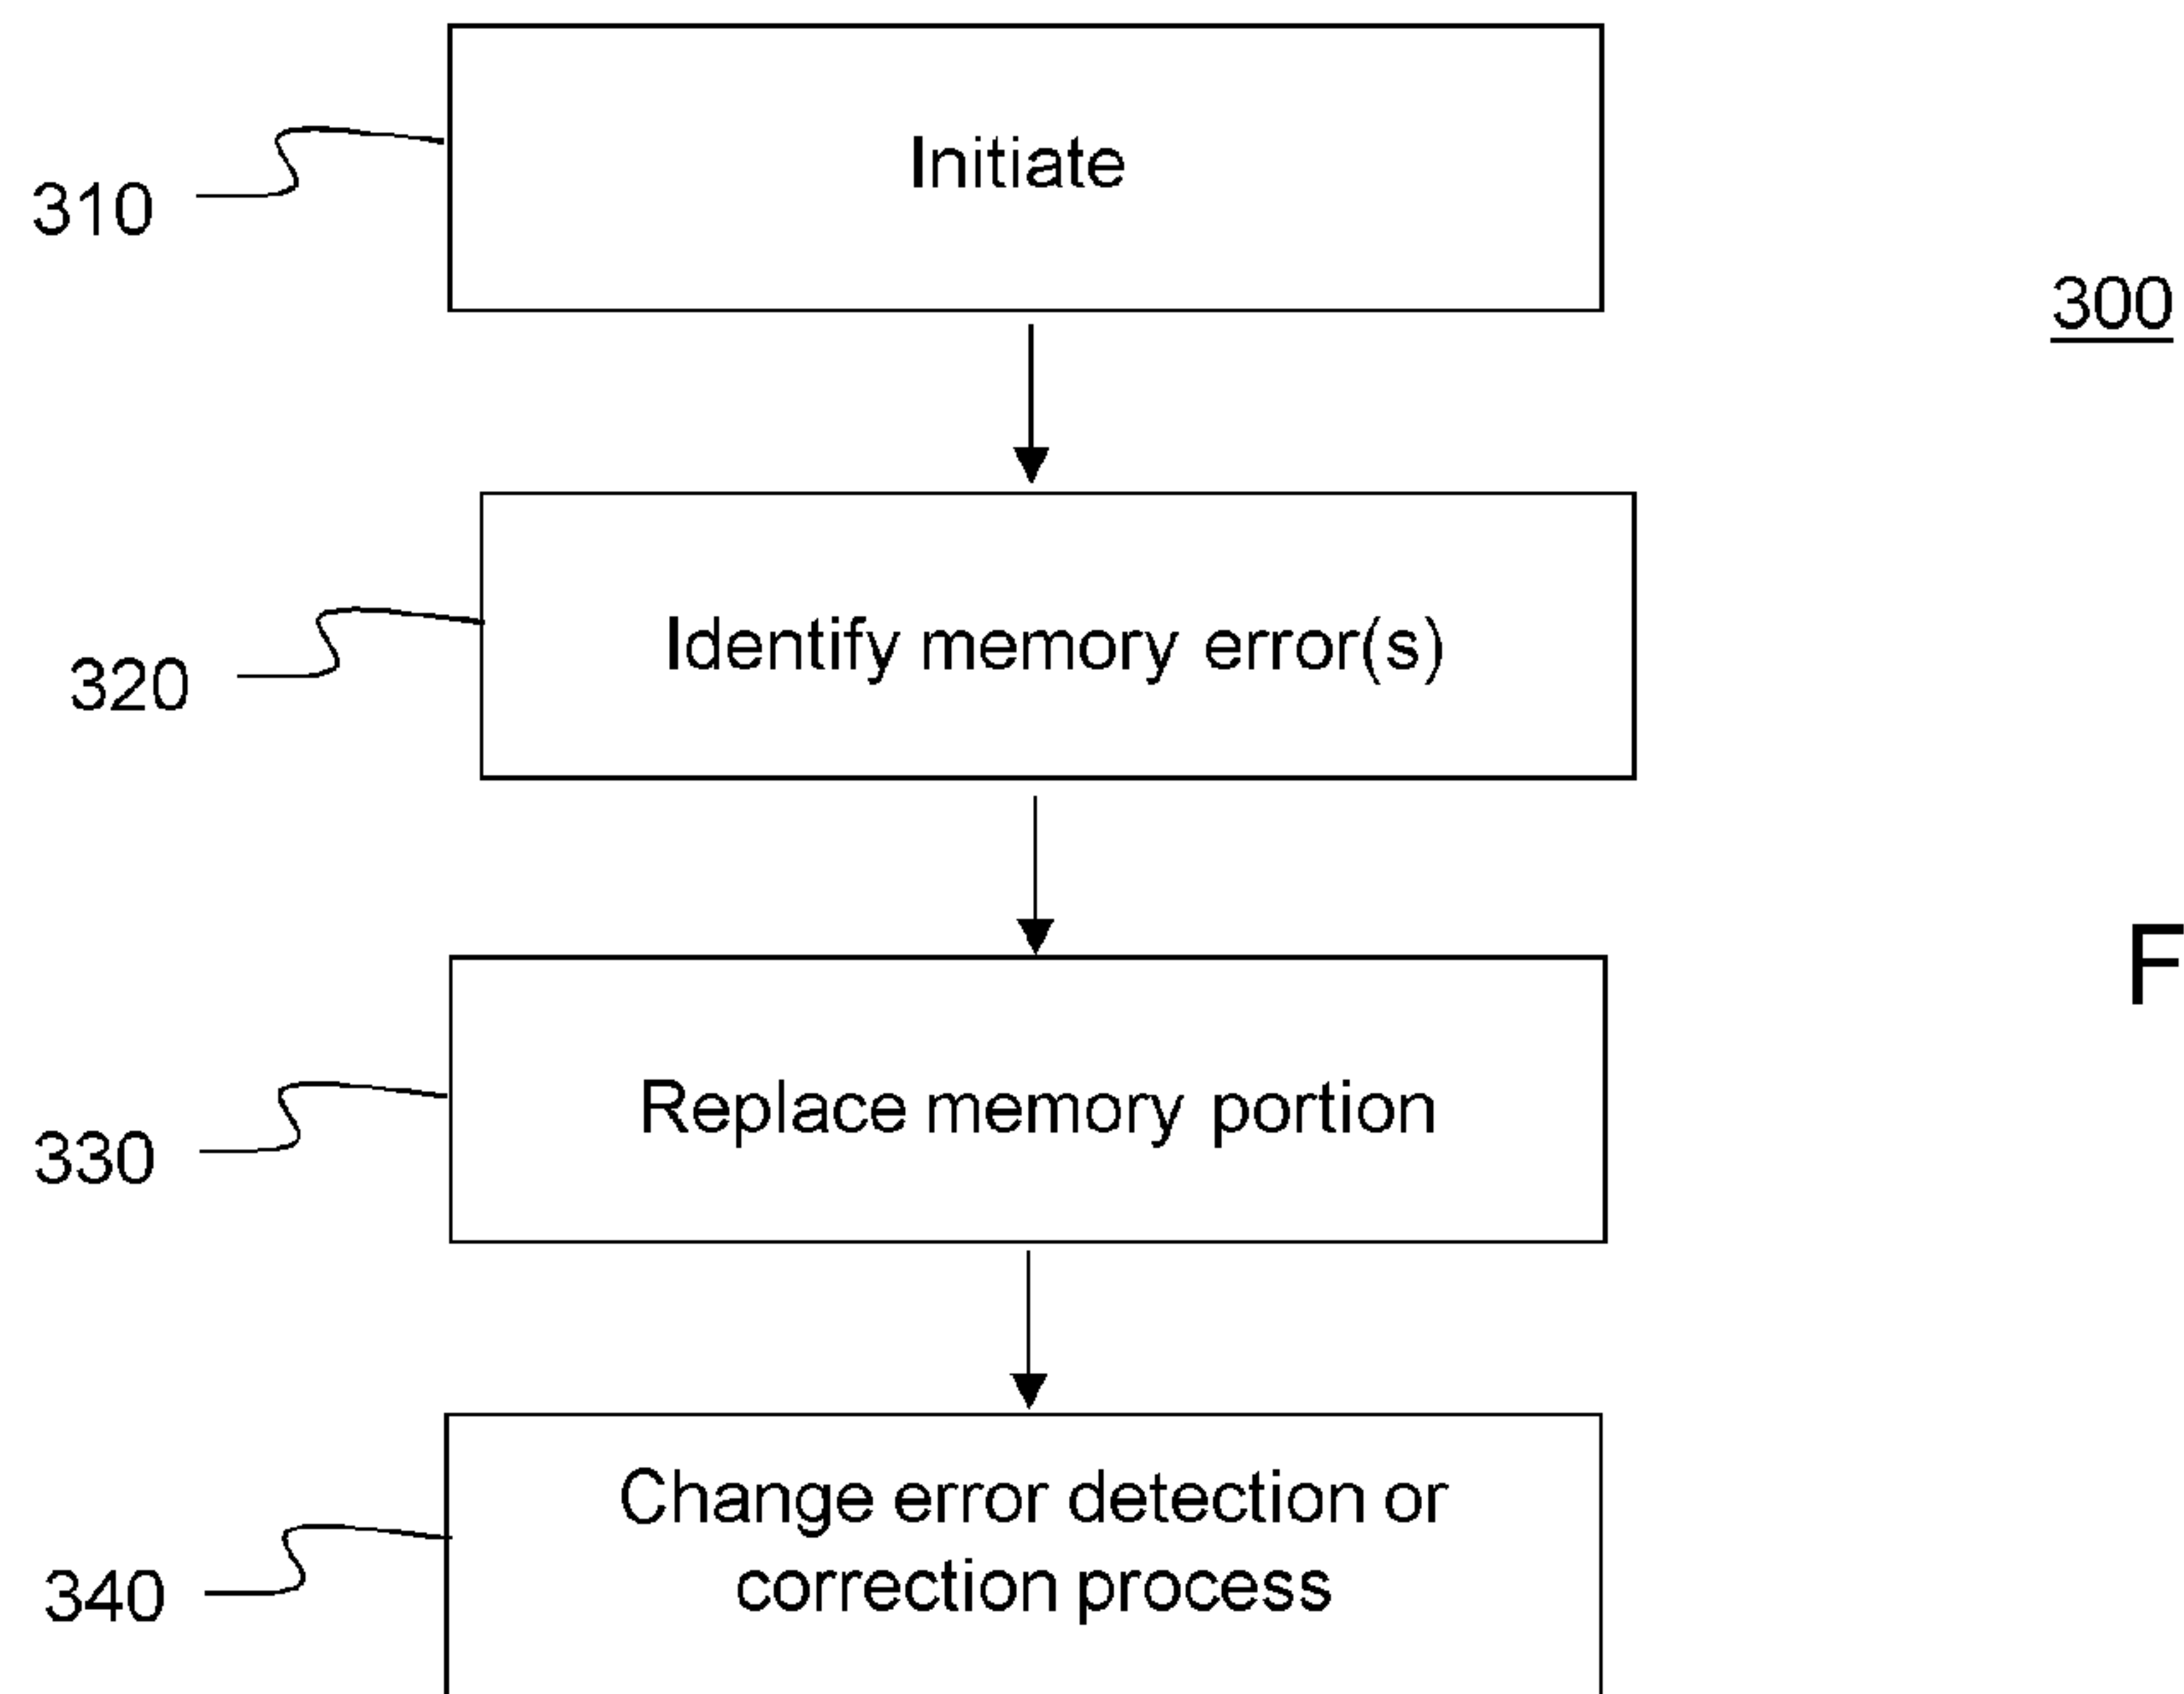 Initiate
310
300
Identify memory error(s)
320
F
Replace memory portion
330
Change error detection or
correction process
340